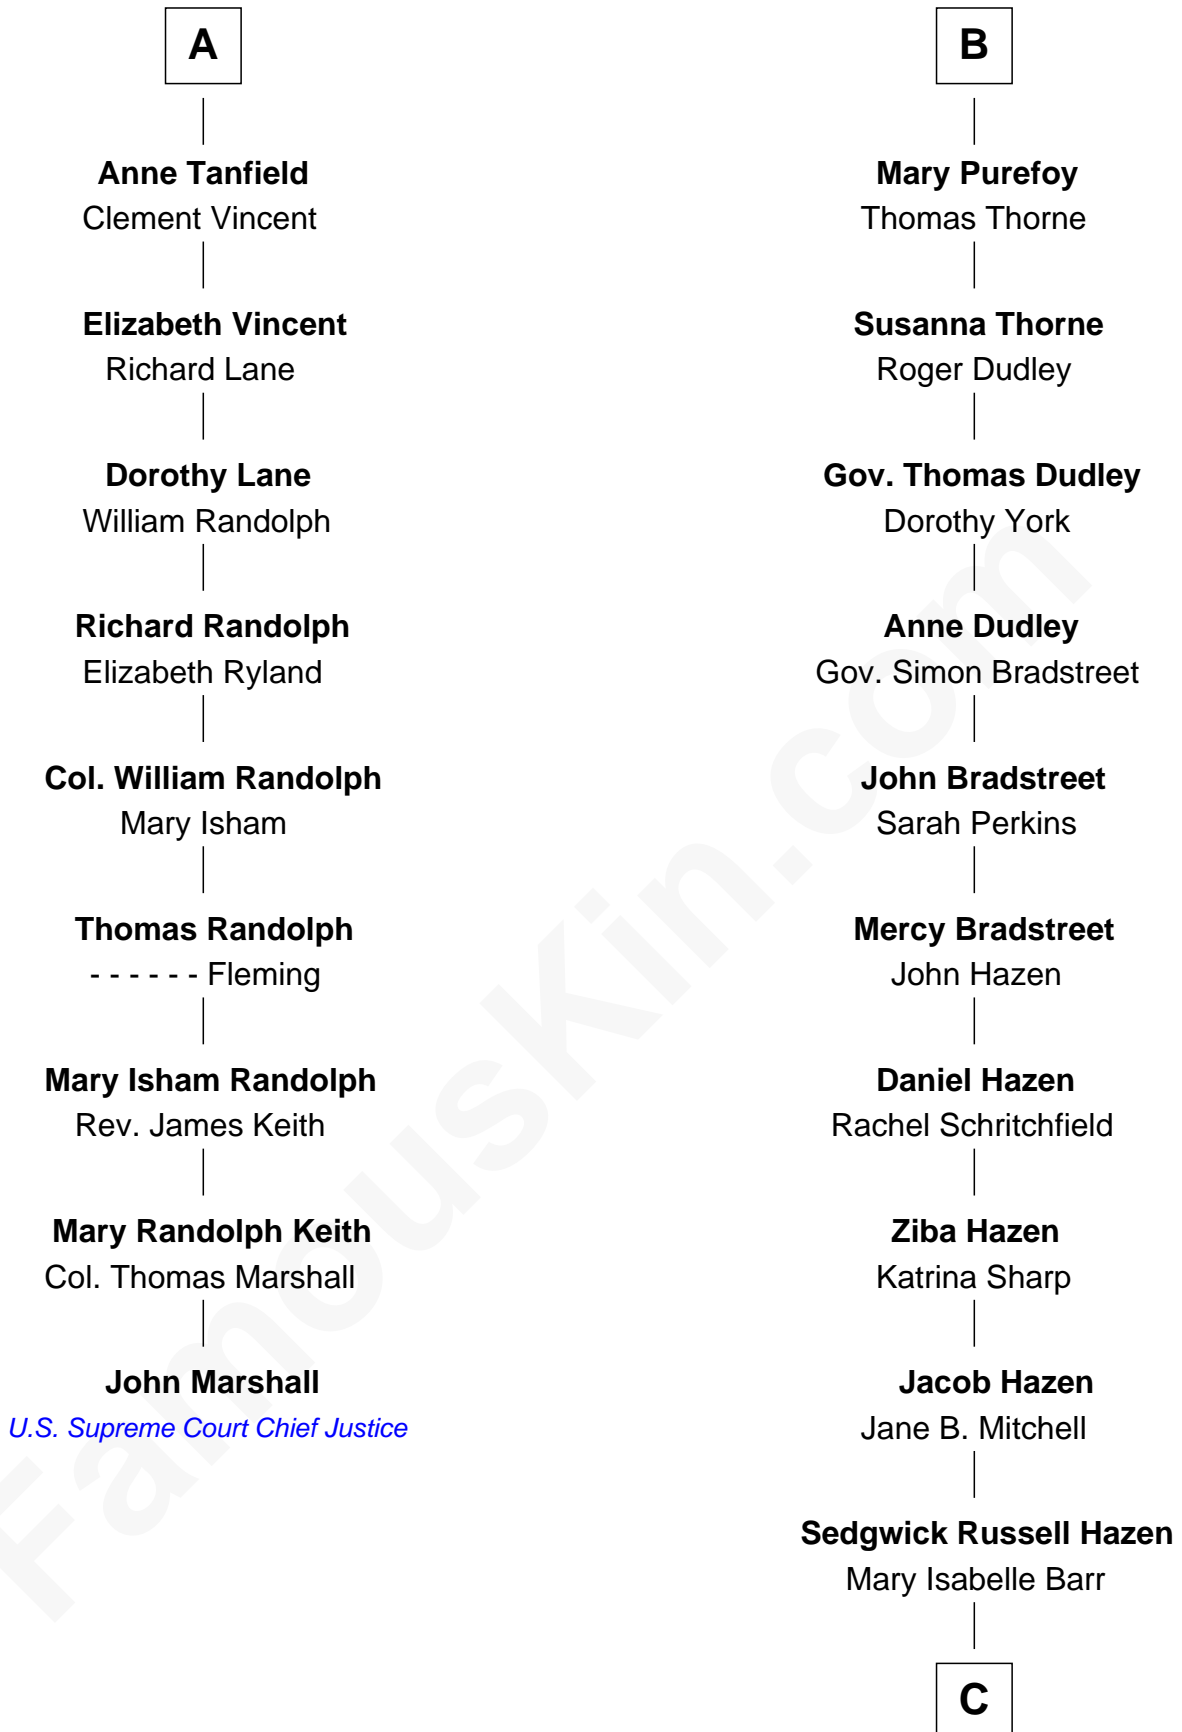 A
Anne Tanfield
Clement Vincent
Elizabeth Vincent
Richard Lane
Dorothy Lane
William Randolph
Richard Randolph
Elizabeth Ryland
Col. William Randolph
Mary Isham
Thomas Randolph
- - - - - - Fleming
Mary Isham Randolph
Rev. James Keith
Mary Randolph Keith
Col. Thomas Marshall
John Marshall
U.S. Supreme Court Chief Justice
B
Mary Purefoy
Thomas Thorne
Susanna Thorne
Roger Dudley
Gov. Thomas Dudley
Dorothy York
Anne Dudley
Gov. Simon Bradstreet
John Bradstreet
Sarah Perkins
Mercy Bradstreet
John Hazen
Daniel Hazen
Rachel Schritchfield
Ziba Hazen
Katrina Sharp
Jacob Hazen
Jane B. Mitchell
Sedgwick Russell Hazen
Mary Isabelle Barr
C
FamousKin.com